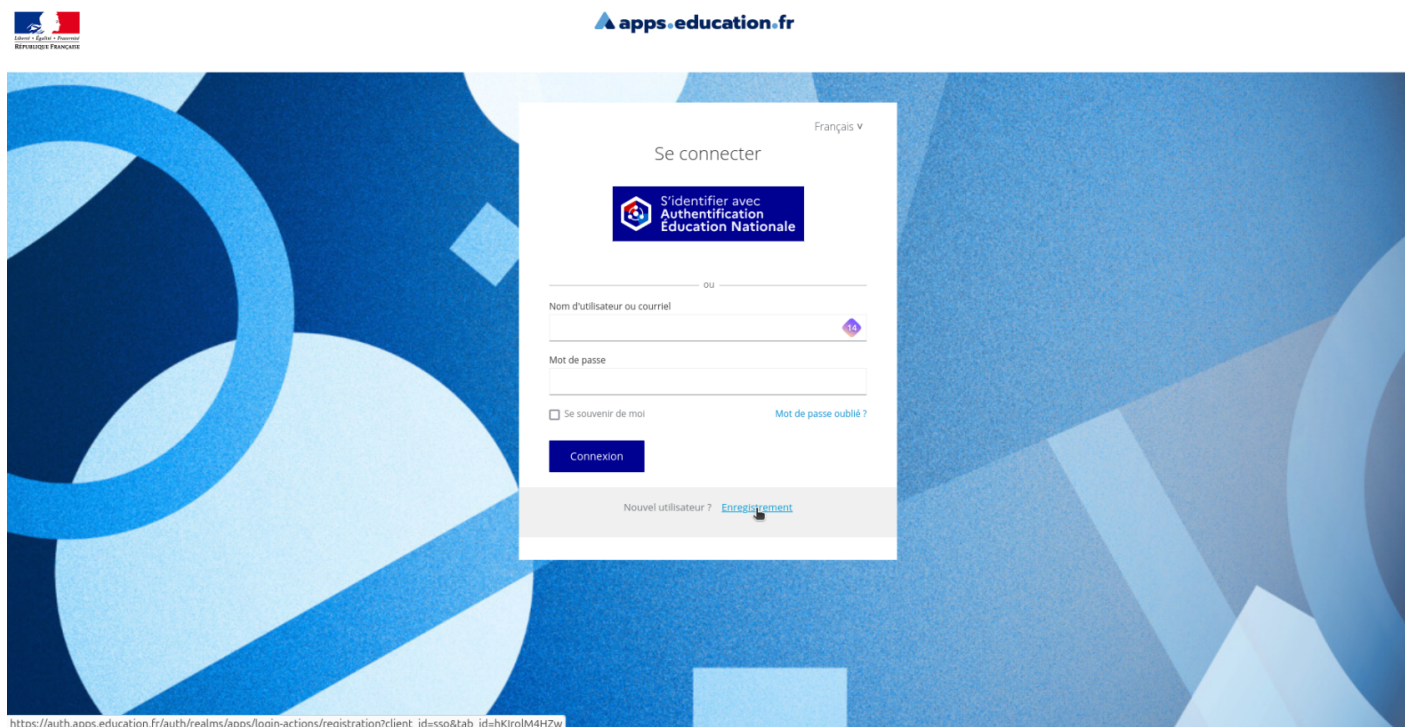 Liberté • Égalité • Fraternité
RÉPUBLIQUE FRANÇAISE
apps.education.fr
Français
Se connecter
S'identifier avec
Authentification
Éducation Nationale
ou
Nom d'utilisateur ou courriel
14
Mot de passe
Se souvenir de moi Mot de passe oublié ?
Connexion
Nouvel utilisateur ? Enregistrement
https://auth.apps.education.fr/auth/realms/apps/login-actions/registration?client_id=sso&tab_id=hKIrolM4HZw